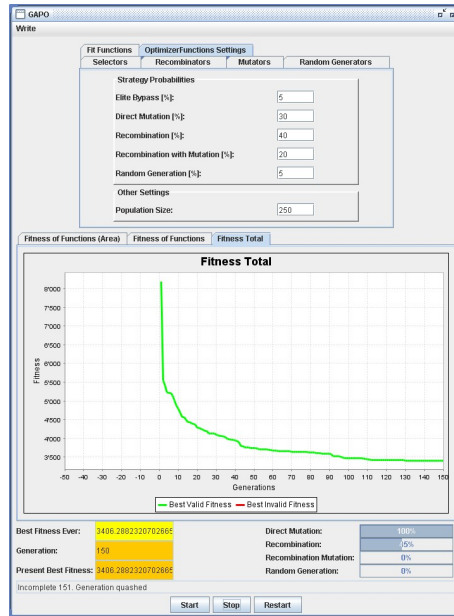 GAPO
Write
Fit Functions OptimizerFunctions Settings
Selectors Recombinators Mutators Random Generators
Strategy Probabilities
Elite Bypass [%]: 5
Direct Mutation [%]: 30
Recombination [%]: 40
Recombination with Mutation [%]: 20
Random Generation [%]: 5
Other Settings
Population Size: 250
Fitness of Functions (Area) Fitness of Functions Fitness Total
Fitness Total
8'000
7'500
7'000
6'500
6'000
5'500
5'000
4'500
4'000
3'500
Fitness
-50 -40 -30 -20 -10 0 10 20 30 40 50 60 70 80 90 100 110 120 130 140 150
Generations
Best Valid Fitness Best Invalid Fitness
Best Fitness Ever: 3406.2882320702665
Generation: 150
Present Best Fitness: 3406.2882320702665
Direct Mutation: 100%
Recombination: 35%
Recombination Mutation: 0%
Random Generation: 0%
Incomplete 151. Generation quashed
Start Stop Restart